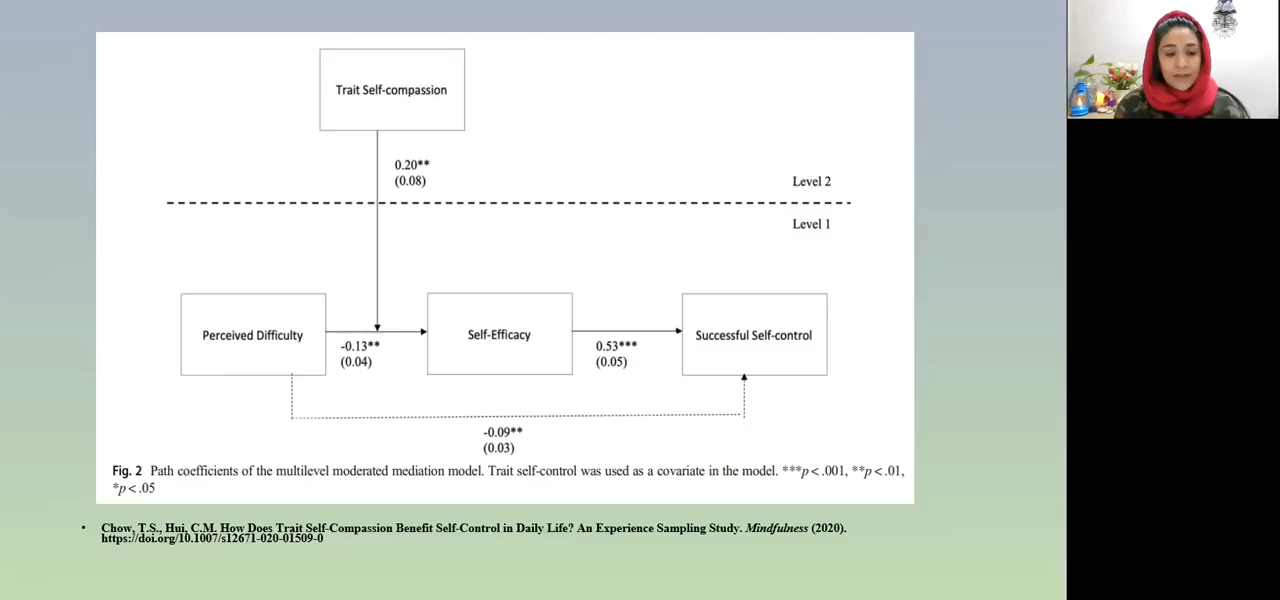 Trait Self-compassion
0.20**
(0.08)
Level 2
Level 1
Perceived Difficulty
-0.13**
(0.04)
Self-Efficacy
0.53***
(0.05)
Successful Self-control
-0.09**
(0.03)
Fig. 2 Path coefficients of the multilevel moderated mediation model. Trait self-control was used as a covariate in the model. ***p < .001, **p < .01,
*p < .05
• Chow, T.S., Hui, C.M. How Does Trait Self-Compassion Benefit Self-Control in Daily Life? An Experience Sampling Study. Mindfulness (2020).
https://doi.org/10.1007/s12671-020-01509-0